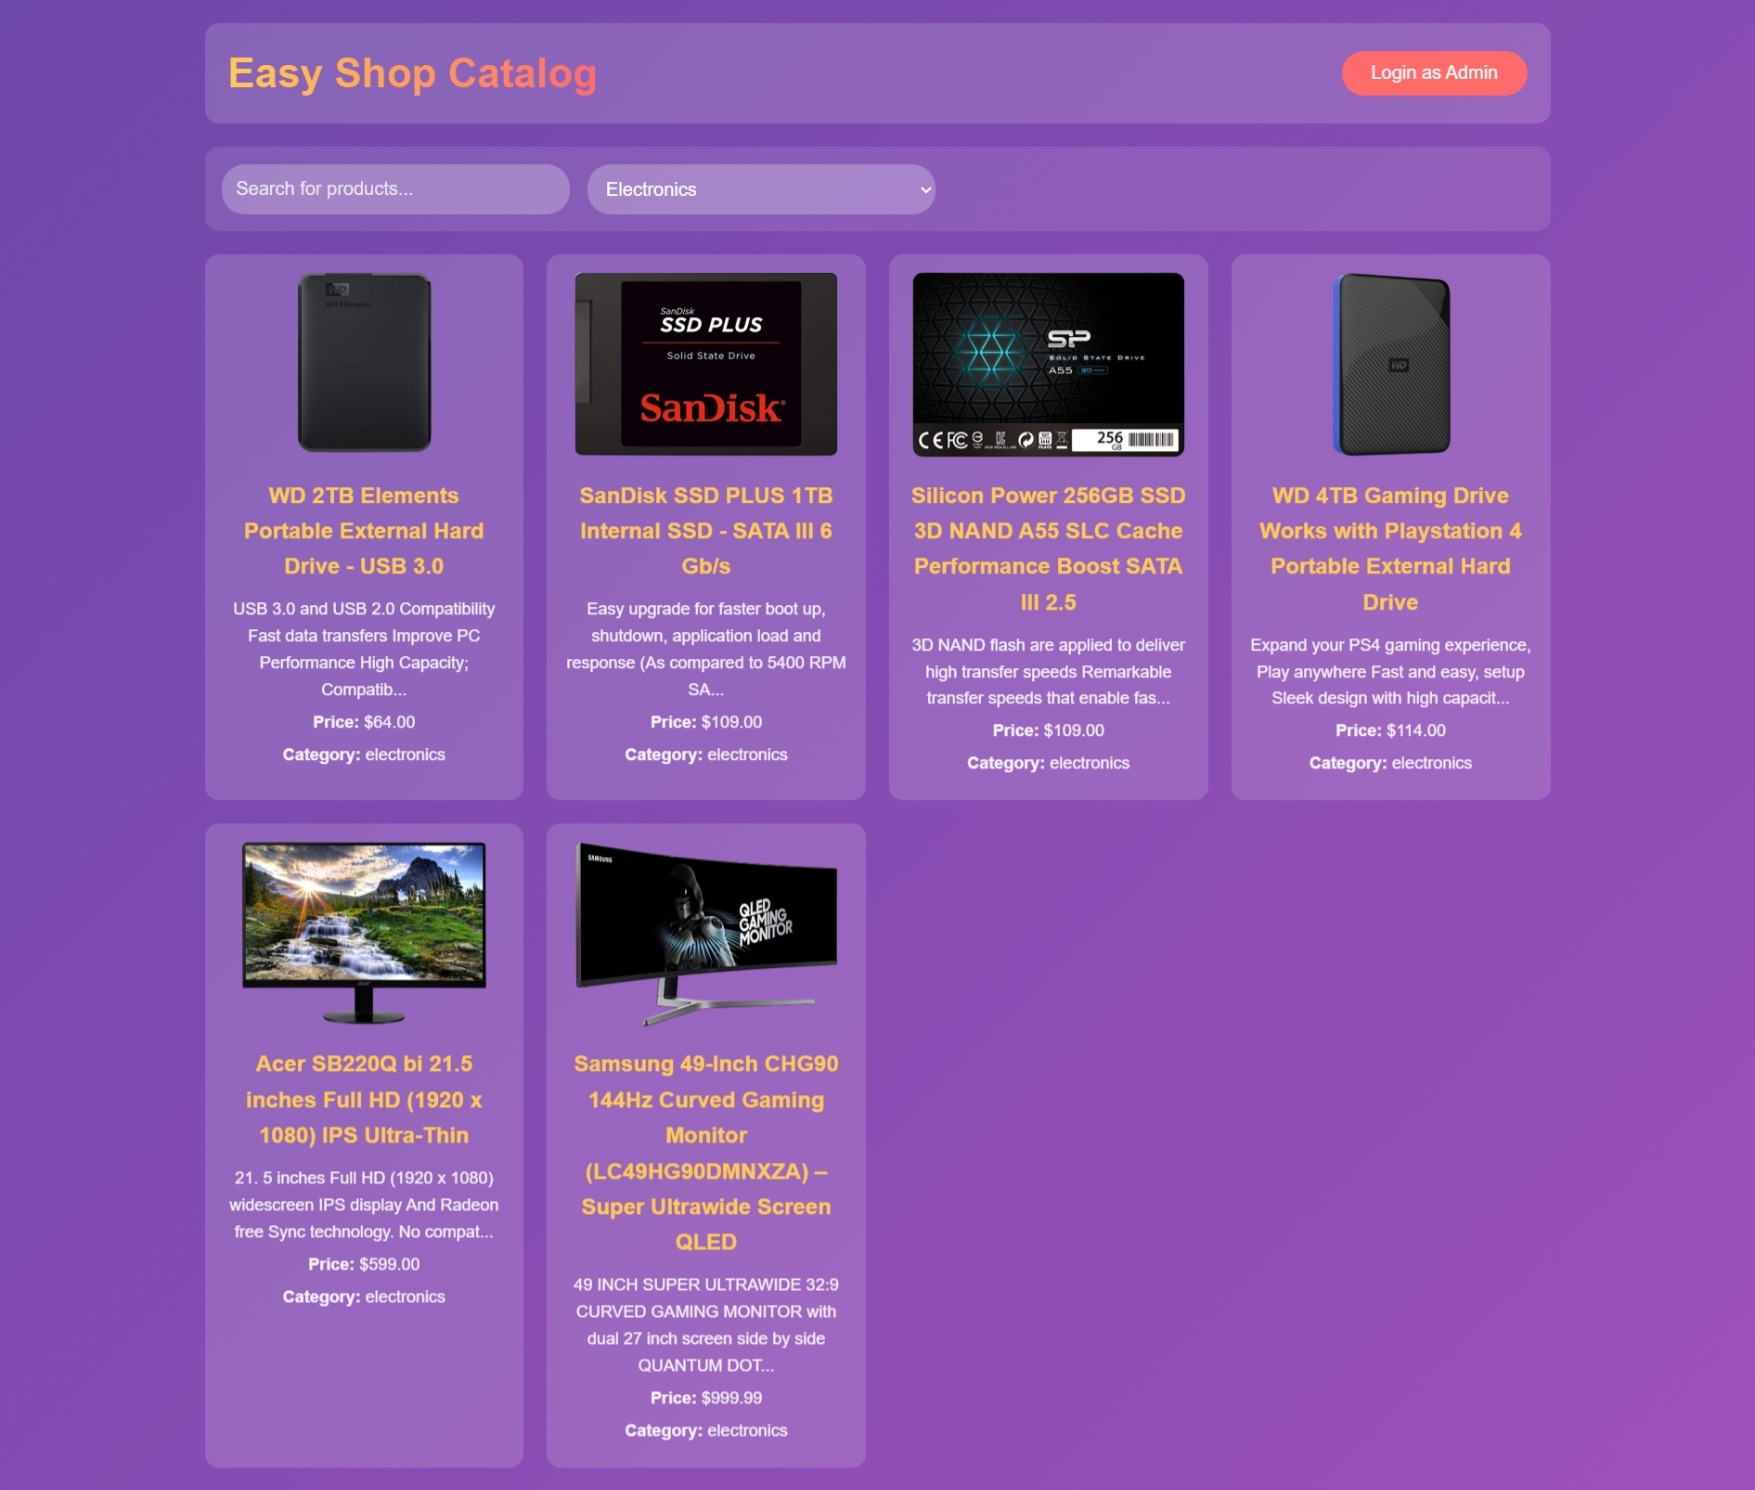 Easy Shop Catalog
Login as Admin
Search for products...
Electronics
WD
WD Elements
WD 2TB Elements
Portable External Hard
Drive - USB 3.0
USB 3.0 and USB 2.0 Compatibility
Fast data transfers Improve PC
Performance High Capacity;
Compatib...
Price: $64.00
Category: electronics
SanDisk
SSD PLUS
Solid State Drive
SanDisk
SanDisk SSD PLUS 1TB
Internal SSD - SATA III 6
Gb/s
Easy upgrade for faster boot up,
shutdown, application load and
response (As compared to 5400 RPM
SA...
Price: $109.00
Category: electronics
SP
SOLID STATE DRIVE
A55
256
GB
Silicon Power 256GB SSD
3D NAND A55 SLC Cache
Performance Boost SATA
III 2.5
3D NAND flash are applied to deliver
high transfer speeds Remarkable
transfer speeds that enable fas...
Price: $109.00
Category: electronics
WD
WD 4TB Gaming Drive
Works with Playstation 4
Portable External Hard
Drive
Expand your PS4 gaming experience,
Play anywhere Fast and easy, setup
Sleek design with high capacit...
Price: $114.00
Category: electronics
Acer SB220Q bi 21.5
inches Full HD (1920 x
1080) IPS Ultra-Thin
21. 5 inches Full HD (1920 x 1080)
widescreen IPS display And Radeon
free Sync technology. No compat...
Price: $599.00
Category: electronics
SAMSUNG
QLED
GAMING
MONITOR
Samsung 49-Inch CHG90
144Hz Curved Gaming
Monitor
(LC49HG90DMNXZA) –
Super Ultrawide Screen
QLED
49 INCH SUPER ULTRAWIDE 32:9
CURVED GAMING MONITOR with
dual 27 inch screen side by side
QUANTUM DOT...
Price: $999.99
Category: electronics